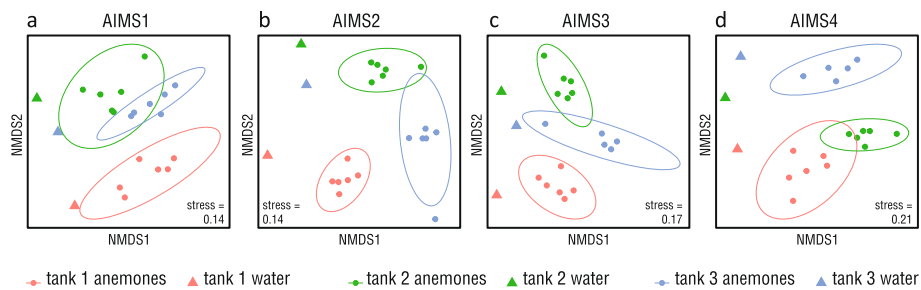 a AIMS1
b AIMS2
c AIMS3
d AIMS4
NMDS2
stress =
0.14
NMDS1
NMDS2
stress =
0.14
NMDS1
NMDS2
stress =
0.17
NMDS1
NMDS2
stress =
0.21
NMDS1
tank 1 anemones tank 1 water tank 2 anemones tank 2 water tank 3 anemones tank 3 water